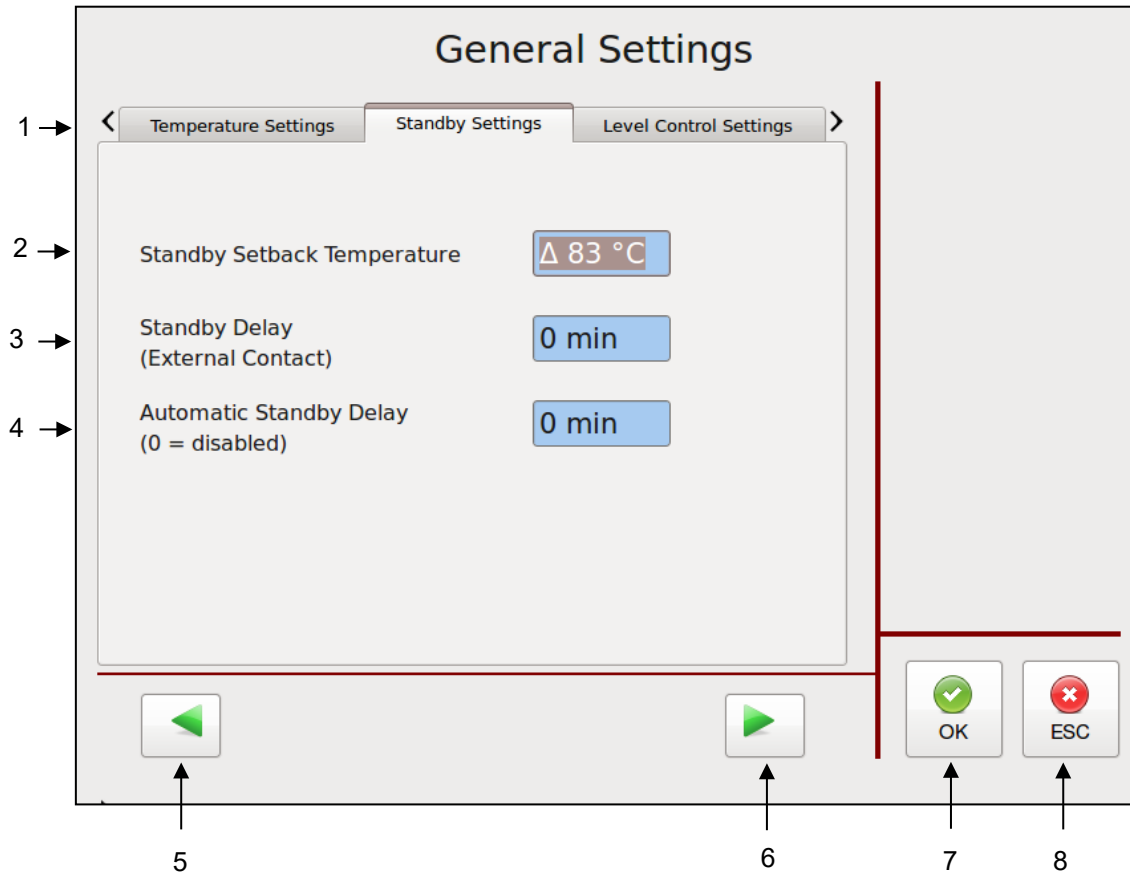 General Settings
1
Temperature Settings
Standby Settings
Level Control Settings
2
Standby Setback Temperature
Δ 83 °C
3
Standby Delay
(External Contact)
0 min
4
Automatic Standby Delay
(0 = disabled)
0 min
OK
ESC
5
6
7
8